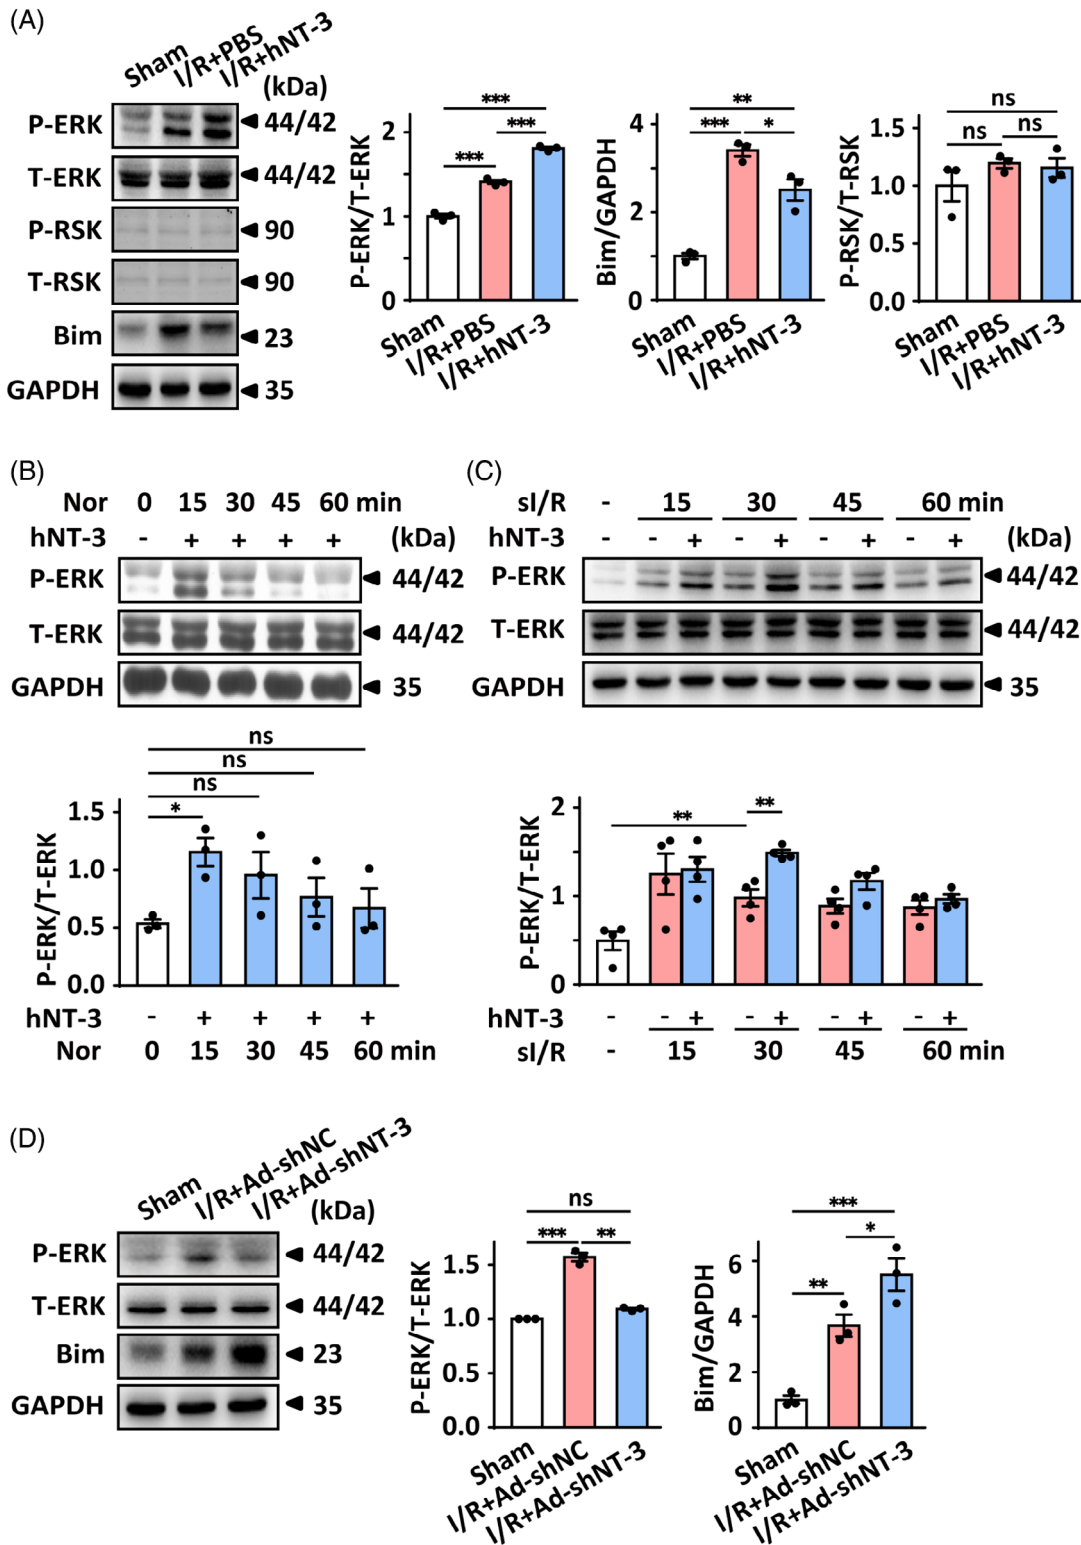 (A)
Sham
I/R+PBS
I/R+hNT-3
(kDa)
P-ERK 44/42
T-ERK 44/42
P-RSK 90
T-RSK 90
Bim 23
GAPDH 35
P-ERK/T-ERK
2
1
0
***
***
***
Sham
I/R+PBS
I/R+hNT-3
Bim/GAPDH
4
2
0
**
***
*
Sham
I/R+PBS
I/R+hNT-3
P-RSK/T-RSK
1.5
1.0
0.5
0.0
ns
ns
ns
Sham
I/R+PBS
I/R+hNT-3
(B)
Nor 0 15 30 45 60 min
hNT-3 - + + + + (kDa)
P-ERK 44/42
T-ERK 44/42
GAPDH 35
ns
ns
ns
*
P-ERK/T-ERK
1.5
1.0
0.5
0.0
hNT-3 - + + + +
Nor 0 15 30 45 60 min
(C)
sI/R - 15 30 45 60 min
hNT-3 - - + - + - + - + (kDa)
P-ERK 44/42
T-ERK 44/42
GAPDH 35
P-ERK/T-ERK
2
1
0
**
**
hNT-3 - - + - + - + - +
sI/R - 15 30 45 60 min
(D)
Sham
I/R+Ad-shNC
I/R+Ad-shNT-3
(kDa)
P-ERK 44/42
T-ERK 44/42
Bim 23
GAPDH 35
P-ERK/T-ERK
1.5
1.0
0.5
0.0
ns
***
**
Sham
I/R+Ad-shNC
I/R+Ad-shNT-3
Bim/GAPDH
6
4
2
0
***
*
**
Sham
I/R+Ad-shNC
I/R+Ad-shNT-3